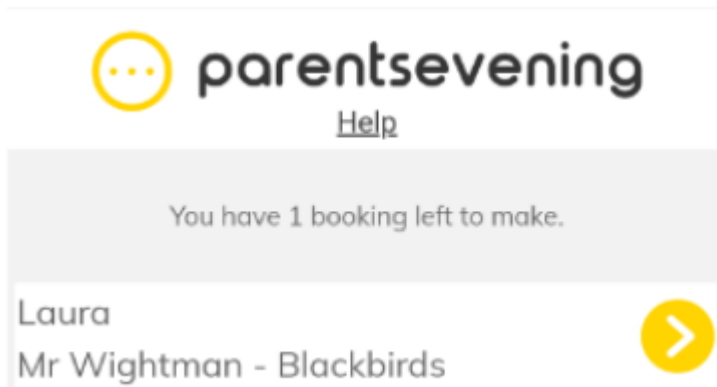 parentsevening
Help
You have 1 booking left to make.
Laura
Mr Wightman - Blackbirds